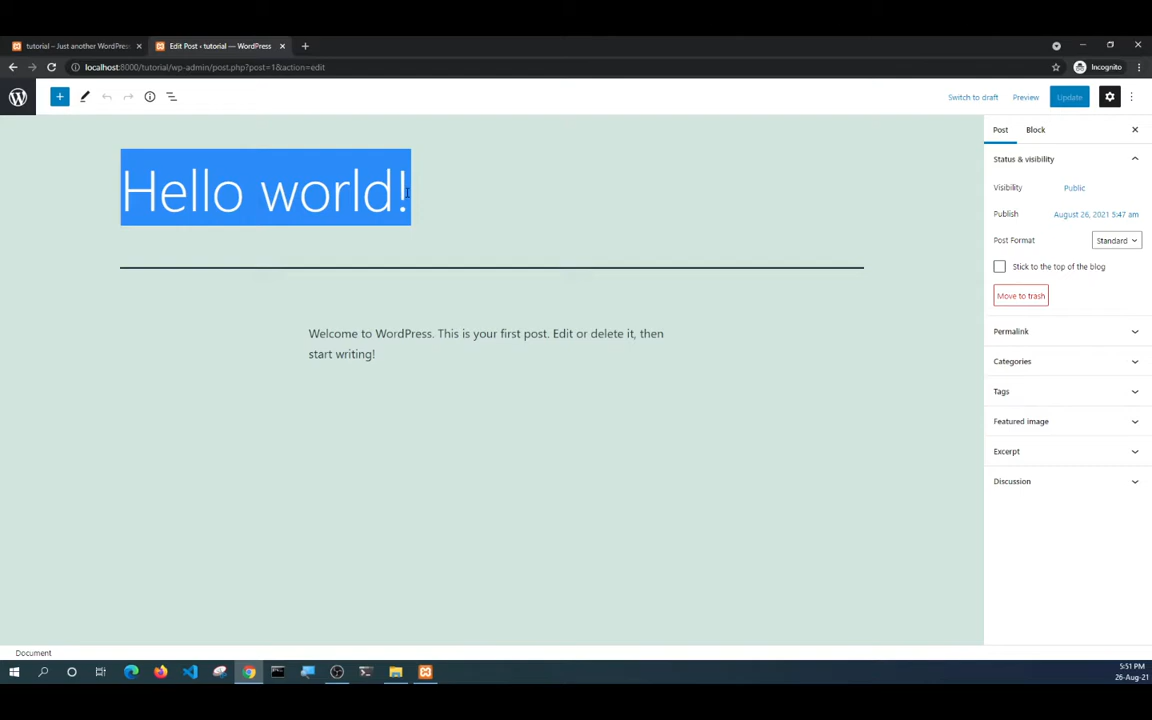 tutorial – Just another WordPress
Edit Post ‹ tutorial — WordPress
localhost:8000/tutorial/wp-admin/post.php?post=1&action=edit
Incognito
Switch to draft
Preview
Update
Hello world!
Welcome to WordPress. This is your first post. Edit or delete it, then
start writing!
Post
Block
Status & visibility
Visibility
Public
Publish
August 26, 2021 5:47 am
Post Format
Standard
Stick to the top of the blog
Move to trash
Permalink
Categories
Tags
Featured image
Excerpt
Discussion
Document
5:51 PM
26-Aug-21